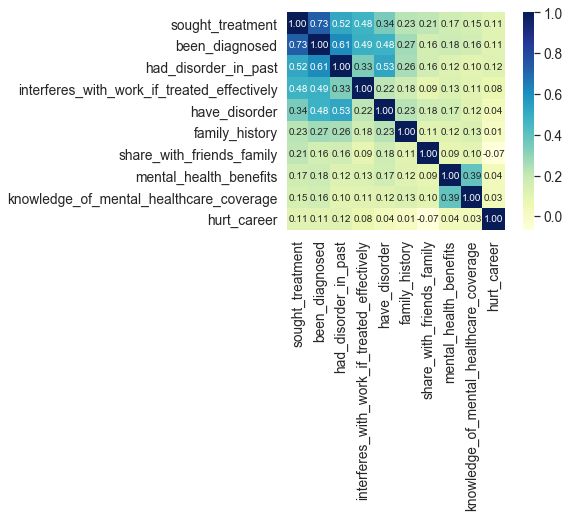 sought_treatment 1.00 0.73 0.52 0.48 0.34 0.23 0.21 0.17 0.15 0.11
been_diagnosed 0.73 1.00 0.61 0.49 0.48 0.27 0.16 0.18 0.16 0.11
had_disorder_in_past 0.52 0.61 1.00 0.33 0.53 0.26 0.16 0.12 0.10 0.12
interferes_with_work_if_treated_effectively 0.48 0.49 0.33 1.00 0.22 0.18 0.09 0.13 0.11 0.08
have_disorder 0.34 0.48 0.53 0.22 1.00 0.23 0.18 0.17 0.12 0.04
family_history 0.23 0.27 0.26 0.18 0.23 1.00 0.11 0.12 0.13 0.01
share_with_friends_family 0.21 0.16 0.16 0.09 0.18 0.11 1.00 0.09 0.10 -0.07
mental_health_benefits 0.17 0.18 0.12 0.13 0.17 0.12 0.09 1.00 0.39 0.04
knowledge_of_mental_healthcare_coverage 0.15 0.16 0.10 0.11 0.12 0.13 0.10 0.39 1.00 0.03
hurt_career 0.11 0.11 0.12 0.08 0.04 0.01 -0.07 0.04 0.03 1.00
sought_treatment
been_diagnosed
had_disorder_in_past
interferes_with_work_if_treated_effectively
have_disorder
family_history
share_with_friends_family
mental_health_benefits
knowledge_of_mental_healthcare_coverage
hurt_career
1.0
0.8
0.6
0.4
0.2
0.0